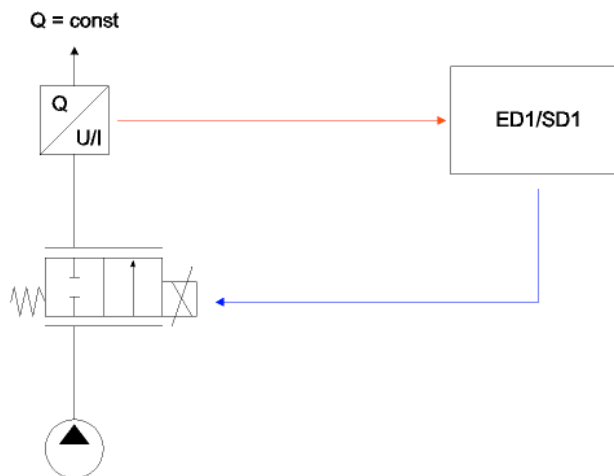 Q = const
Q
U/I
ED1/SD1